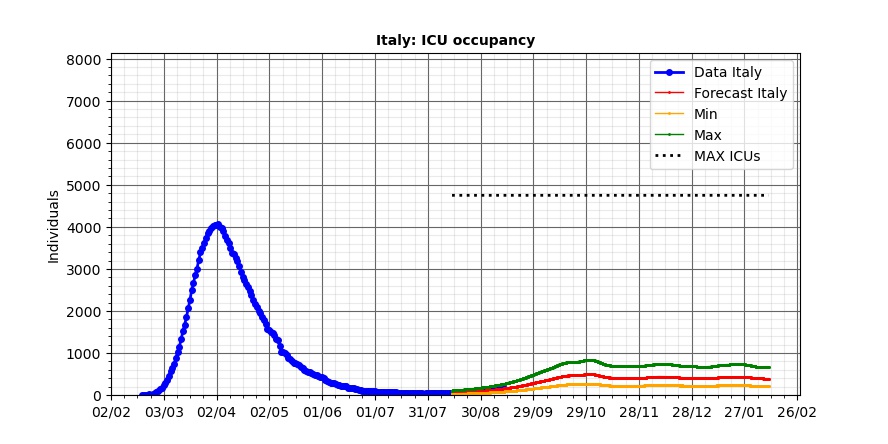 Italy: ICU occupancy
Individuals
8000
7000
6000
5000
4000
3000
2000
1000
0
02/02 03/03 02/04 02/05 01/06 01/07 31/07 30/08 29/09 29/10 28/11 28/12 27/01 26/02
Data Italy
Forecast Italy
Min
Max
MAX ICUs